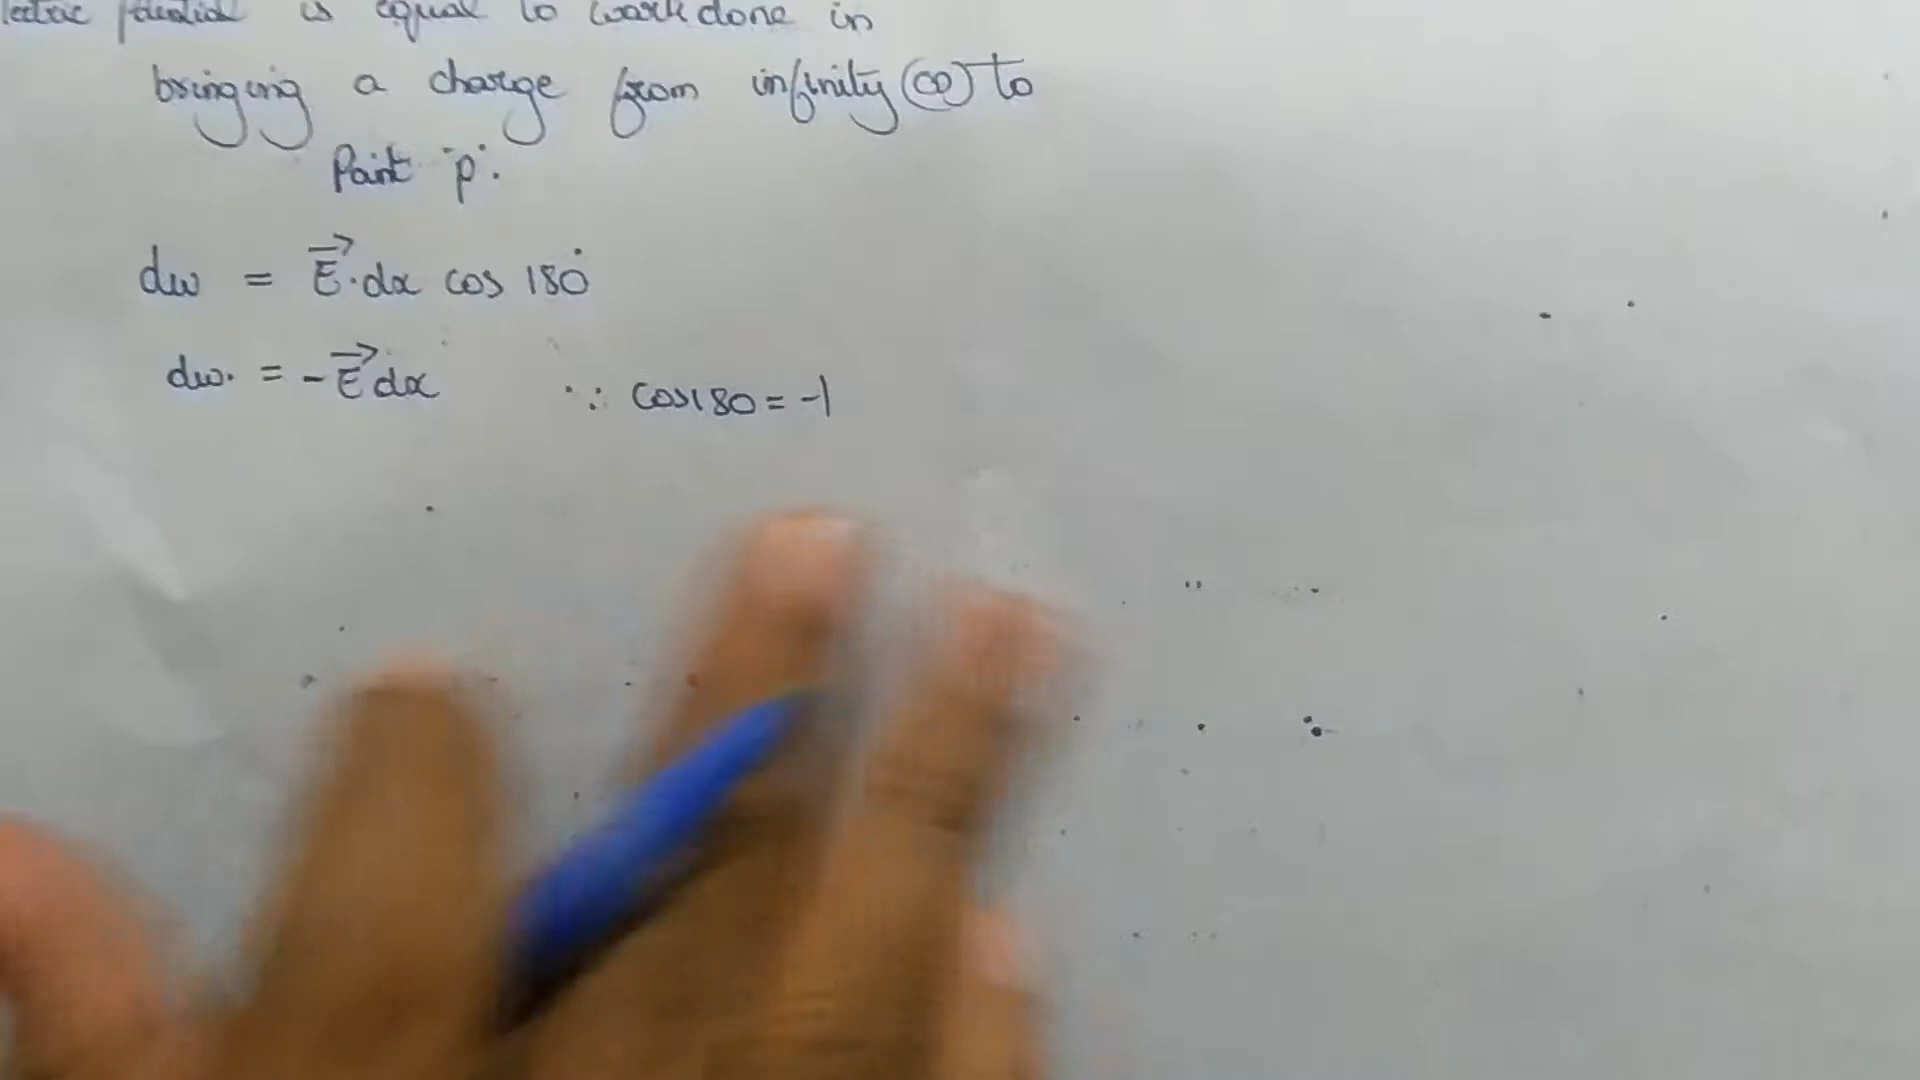 is equal to work done in
bringing a charge from infinity (∞) to
Point 'p'.
dw = E⃗·dx cos 180°
dw. = -E⃗ dx ∵ cos180 = -1